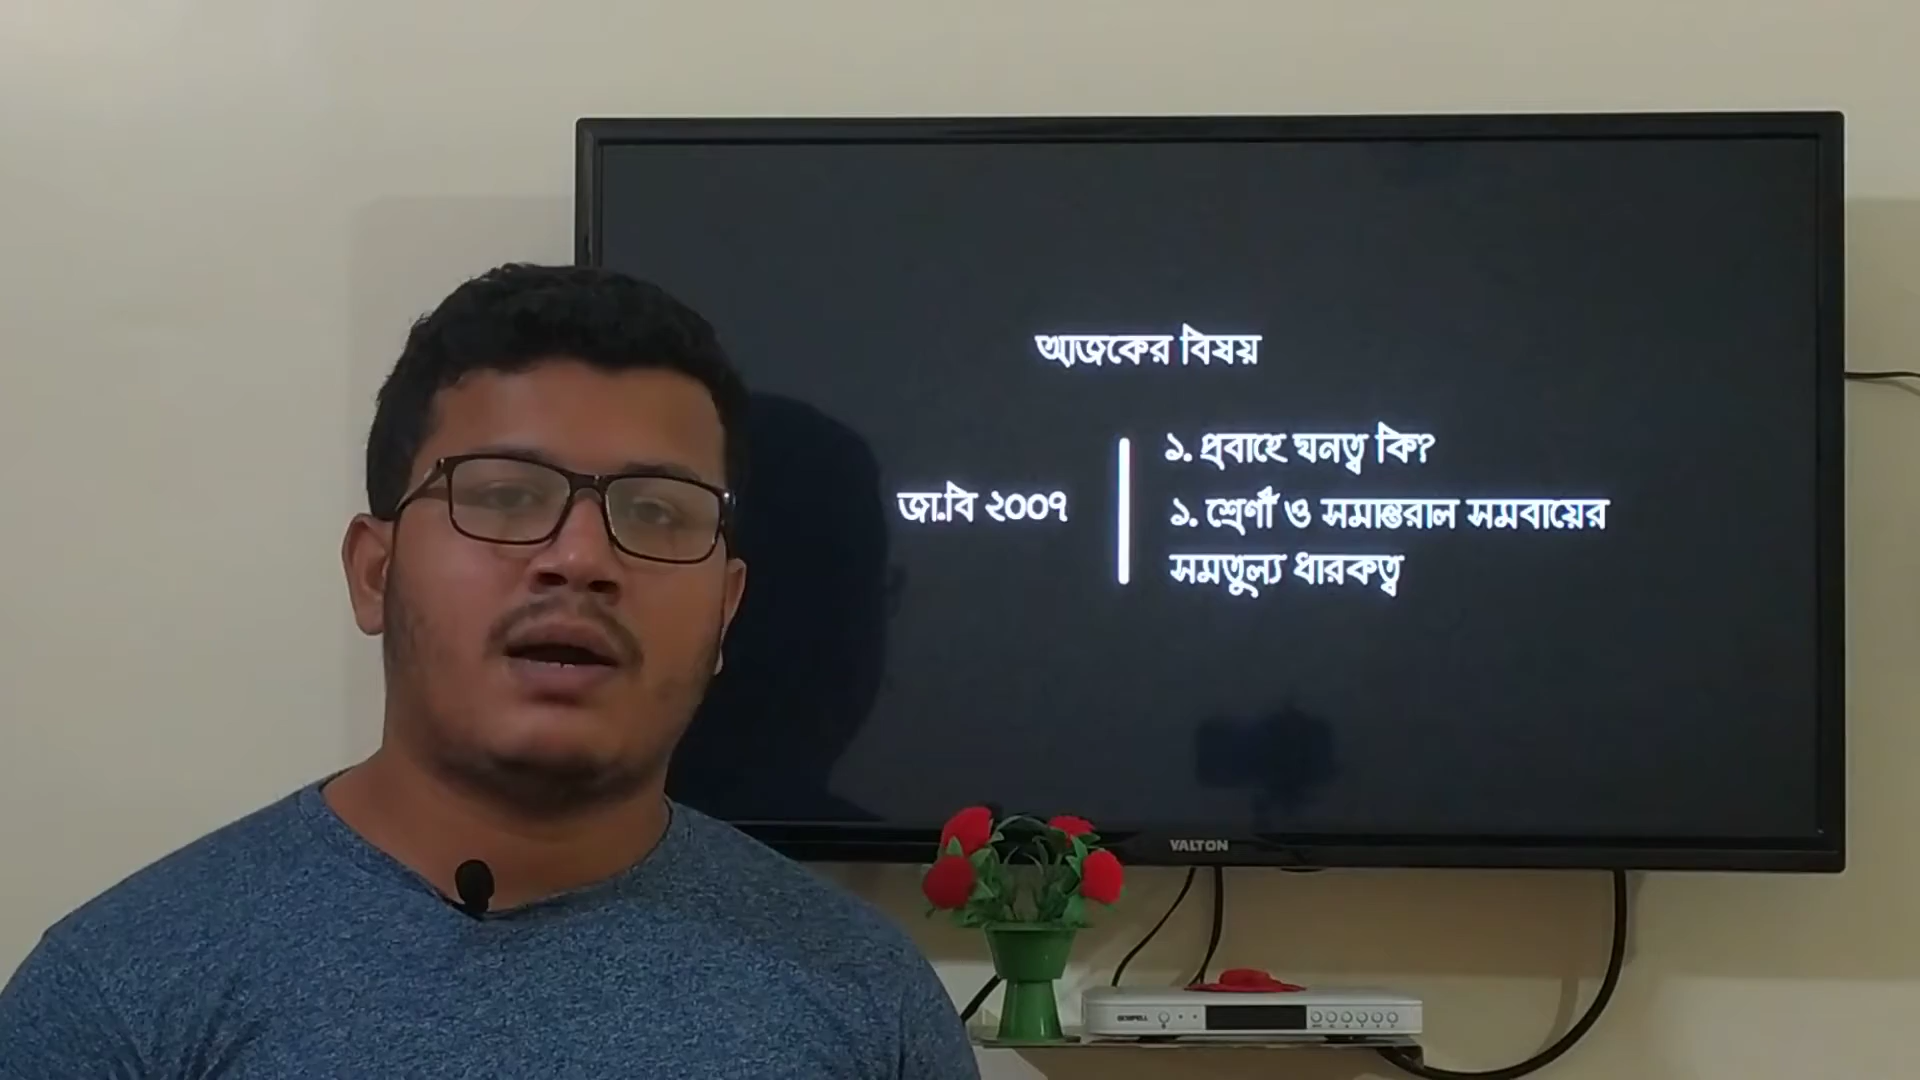 আজকের বিষয়
জা.বি ২০০৭
১. প্রবাহে ঘনত্ব কি?
১. শ্রেণী ও সমান্তরাল সমবায়ের
সমতুল্য ধারকত্ব
VALTON